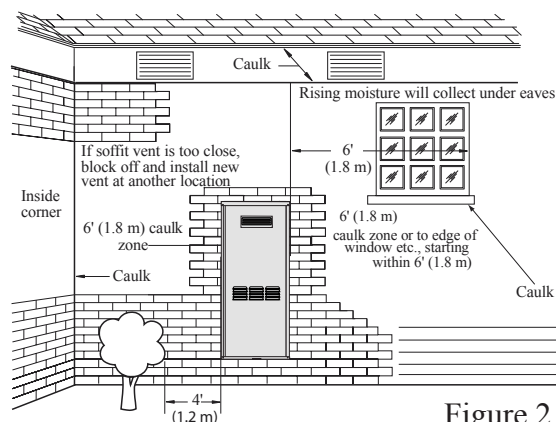 Caulk
Rising moisture will collect under eaves
6'
(1.8 m)
If soffit vent is too close,
block off and install new
vent at another location
Inside
corner
6' (1.8 m) caulk
zone
6' (1.8 m)
caulk zone or to edge of
window etc., starting
within 6' (1.8 m)
Caulk
Caulk
4'
(1.2 m)
Figure 2